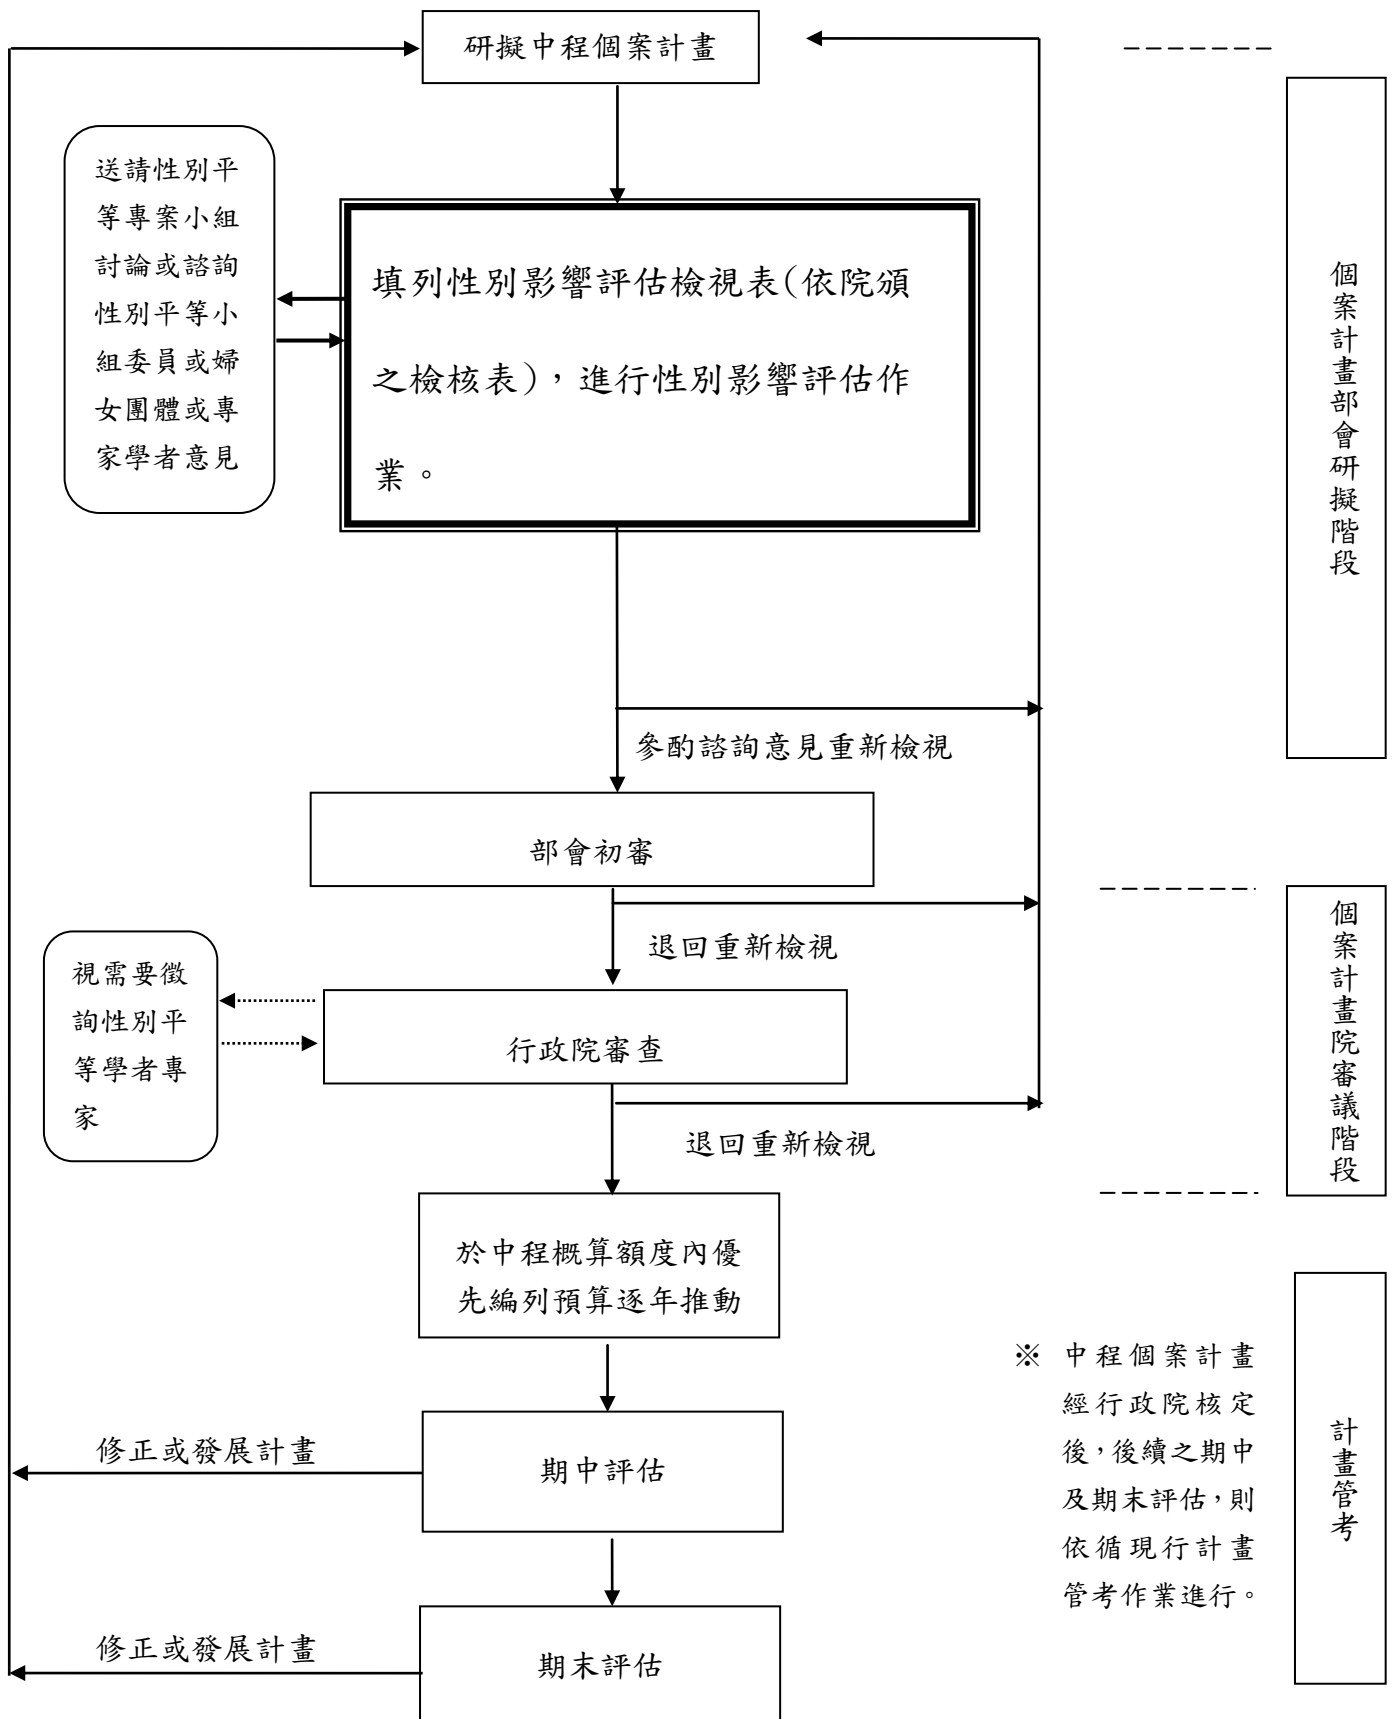 研擬中程個案計畫
送請性別平
等專案小組
討論或諮詢
性別平等小
組委員或婦
女團體或專
家學者意見
填列性別影響評估檢視表(依院頒
之檢核表)，進行性別影響評估作
業。
個案計畫部會研擬階段
參酌諮詢意見重新檢視
部會初審
退回重新檢視
視需要徵
詢性別平
等學者專
家
行政院審查
退回重新檢視
個案計畫院審議階段
於中程概算額度內優
先編列預算逐年推動
※ 中程個案計畫
經行政院核定
後，後續之期中
及期末評估，則
依循現行計畫
管考作業進行。
計畫管考
修正或發展計畫
期中評估
修正或發展計畫
期末評估